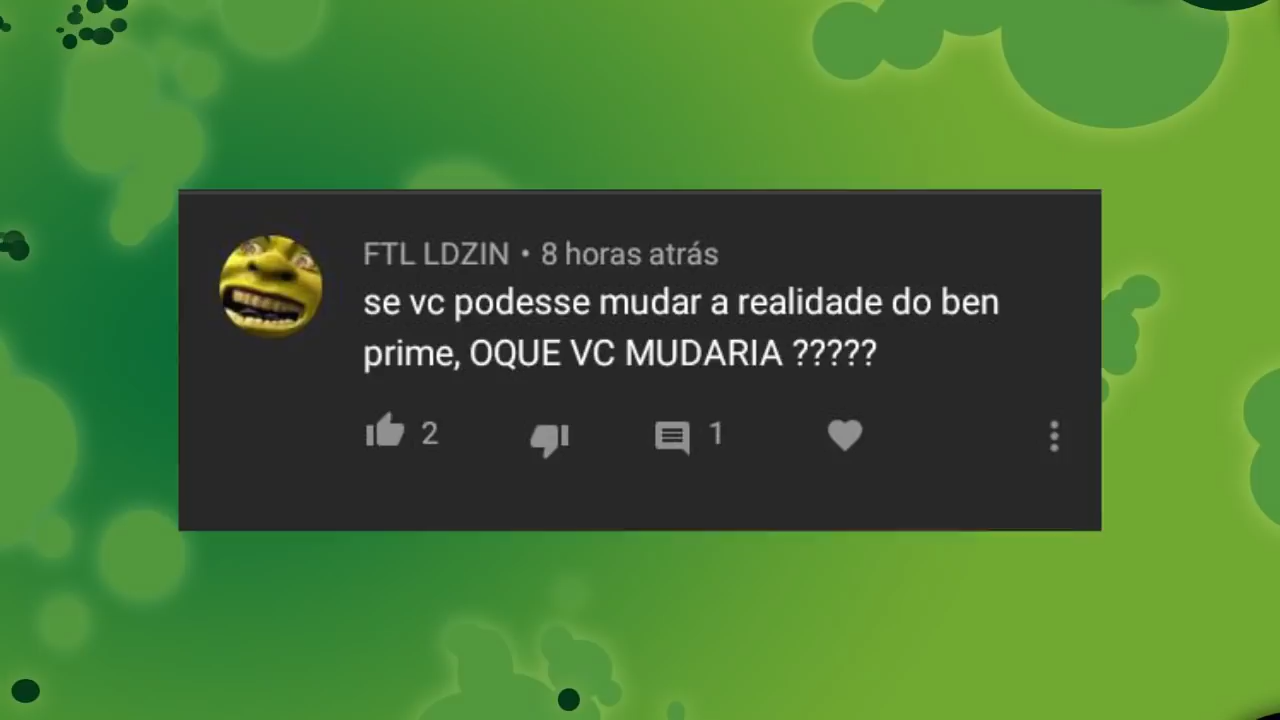 FTL LDZIN • 8 horas atrás
se vc podesse mudar a realidade do ben
prime, OQUE VC MUDARIA ?????
2 1